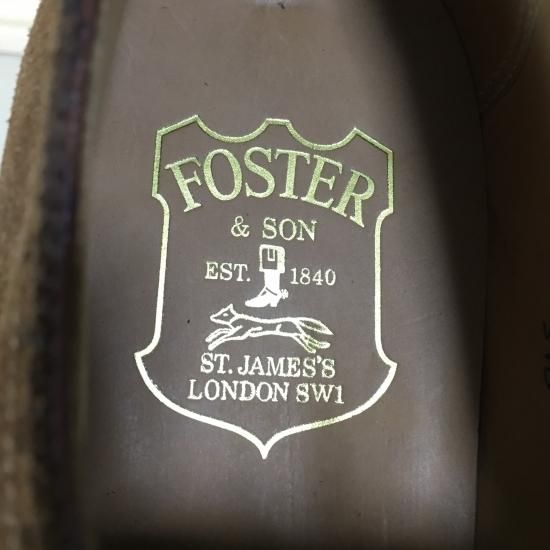 FOSTER
& SON
EST. 1840
ST. JAMES'S
LONDON SW1